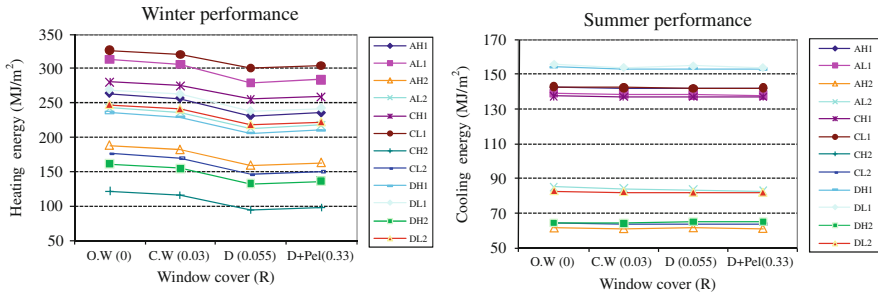 Winter performance
Heating energy (MJ/m²)
350
300
250
200
150
100
50
O.W (0) C.W (0.03) D (0.055) D+Pel(0.33)
Window cover (R)
AH1
AL1
AH2
AL2
CH1
CL1
CH2
CL2
DH1
DL1
DH2
DL2
Summer performance
Cooling energy (MJ/m²)
170
150
130
110
90
70
50
O.W (0) C.W (0.03) D (0.055) D+Pel(0.33)
Window cover (R)
AH1
AL1
AH2
AL2
CH1
CL1
CH2
CL2
DH1
DL1
DH2
DL2